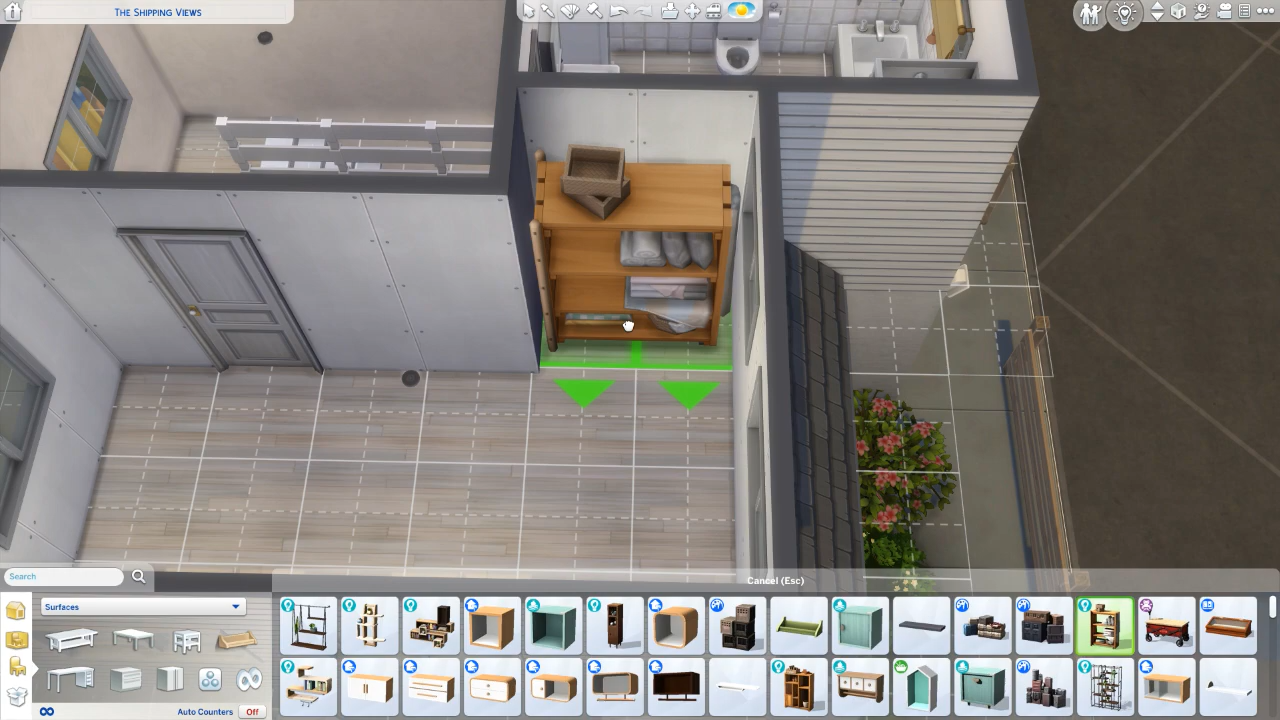 THE SHIPPING VIEWS
Cancel (Esc)
Search
Surfaces
Auto Counters Off